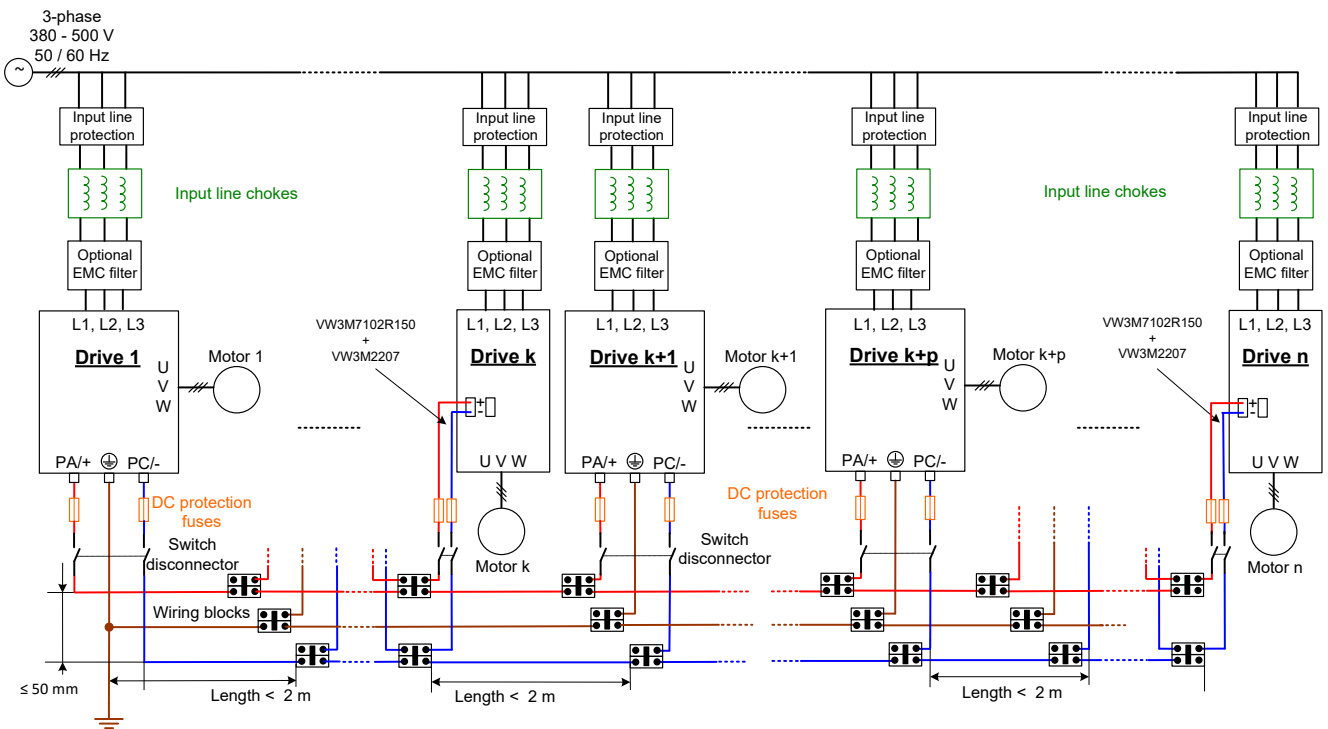 3-phase
380 - 500 V
50 / 60 Hz
~
Input line
protection
Input line
protection
Input line
protection
Input line
protection
Input line
protection
Input line chokes
Input line chokes
Optional
EMC filter
Optional
EMC filter
Optional
EMC filter
Optional
EMC filter
Optional
EMC filter
L1, L2, L3
Drive 1
U
V
W
Motor 1
PA/+
PC/-
VW3M7102R150
+
VW3M2207
L1, L2, L3
Drive k
+
-
U V W
Motor k
L1, L2, L3
Drive k+1
U
V
W
Motor k+1
PA/+
PC/-
L1, L2, L3
Drive k+p
U
V
W
Motor k+p
PA/+
PC/-
VW3M7102R150
+
VW3M2207
L1, L2, L3
Drive n
+
-
U V W
Motor n
DC protection
fuses
DC protection
fuses
Switch
disconnector
Switch
disconnector
Wiring blocks
≤ 50 mm
Length < 2 m
Length < 2 m
Length < 2 m